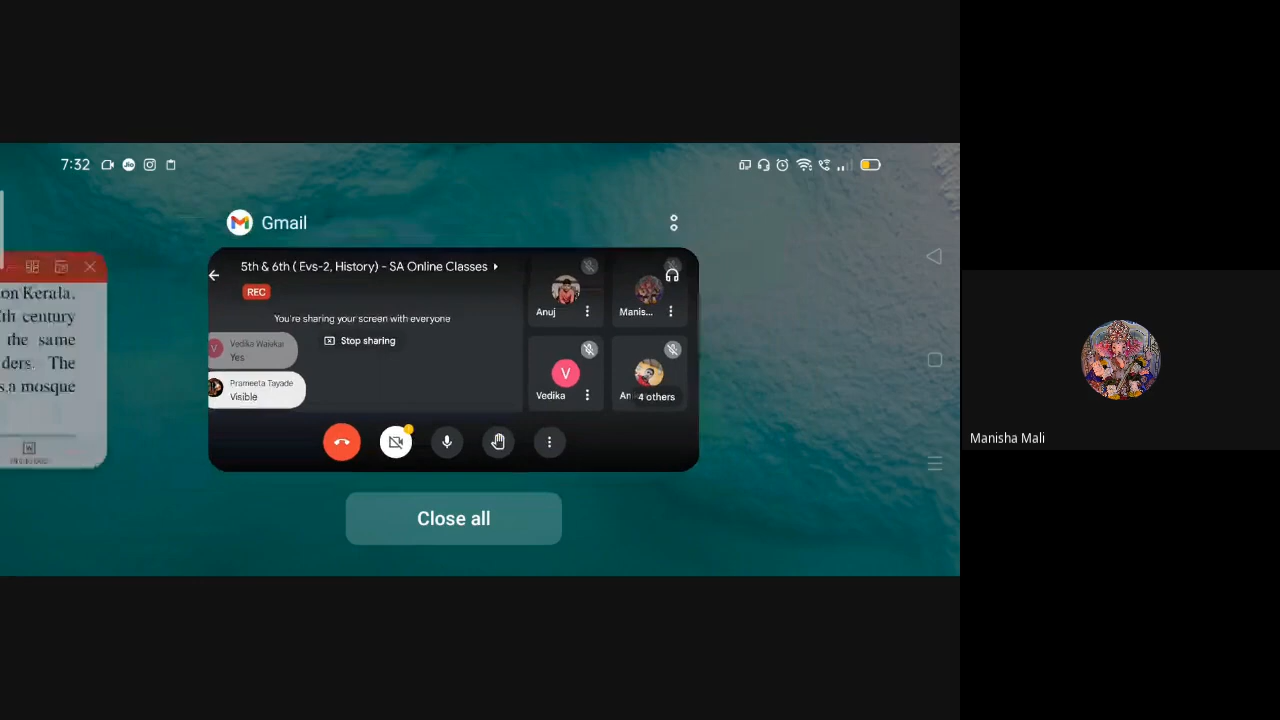 7:32
Jio
Gmail
on Kerala.
th century
the same
ders. The
s,a mosque
5th & 6th ( Evs-2, History) - SA Online Classes
REC
You're sharing your screen with everyone
Stop sharing
V
Yes
Prameeta Tayade
Visible
Anuj
Manis...
V
Vedika
An
4 others
Close all
Manisha Mali